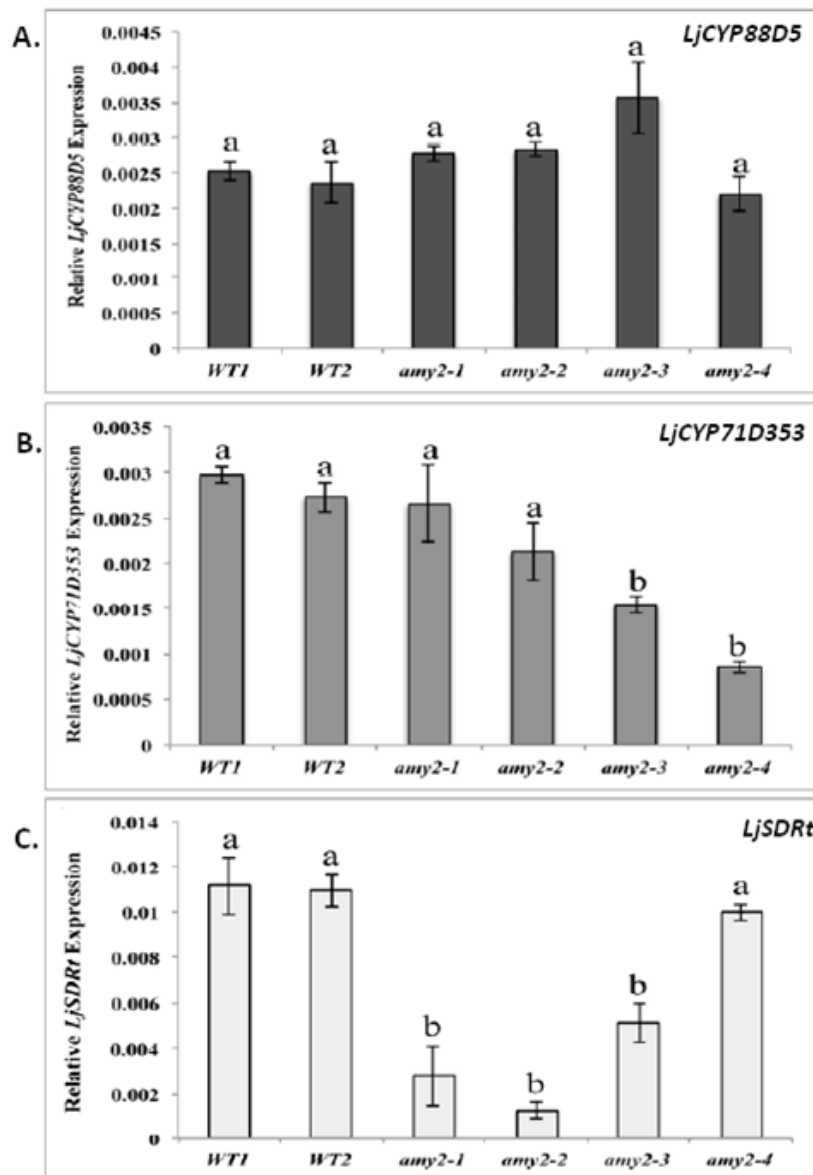 A.
LjCYP88D5
Relative LjCYP88D5 Expression
0.0045
0.004
0.0035
0.003
0.0025
0.002
0.0015
0.001
0.0005
0
a
a
a
a
a
a
WT1 WT2 amy2-1 amy2-2 amy2-3 amy2-4
B.
LjCYP71D353
Relative LjCYP71D353 Expression
0.0035
0.003
0.0025
0.002
0.0015
0.001
0.0005
0
a
a
a
a
b
b
WT1 WT2 amy2-1 amy2-2 amy2-3 amy2-4
C.
LjSDRt
Relative LjSDRt Expression
0.014
0.012
0.01
0.008
0.006
0.004
0.002
0
a
a
b
b
b
a
WT1 WT2 amy2-1 amy2-2 amy2-3 amy2-4